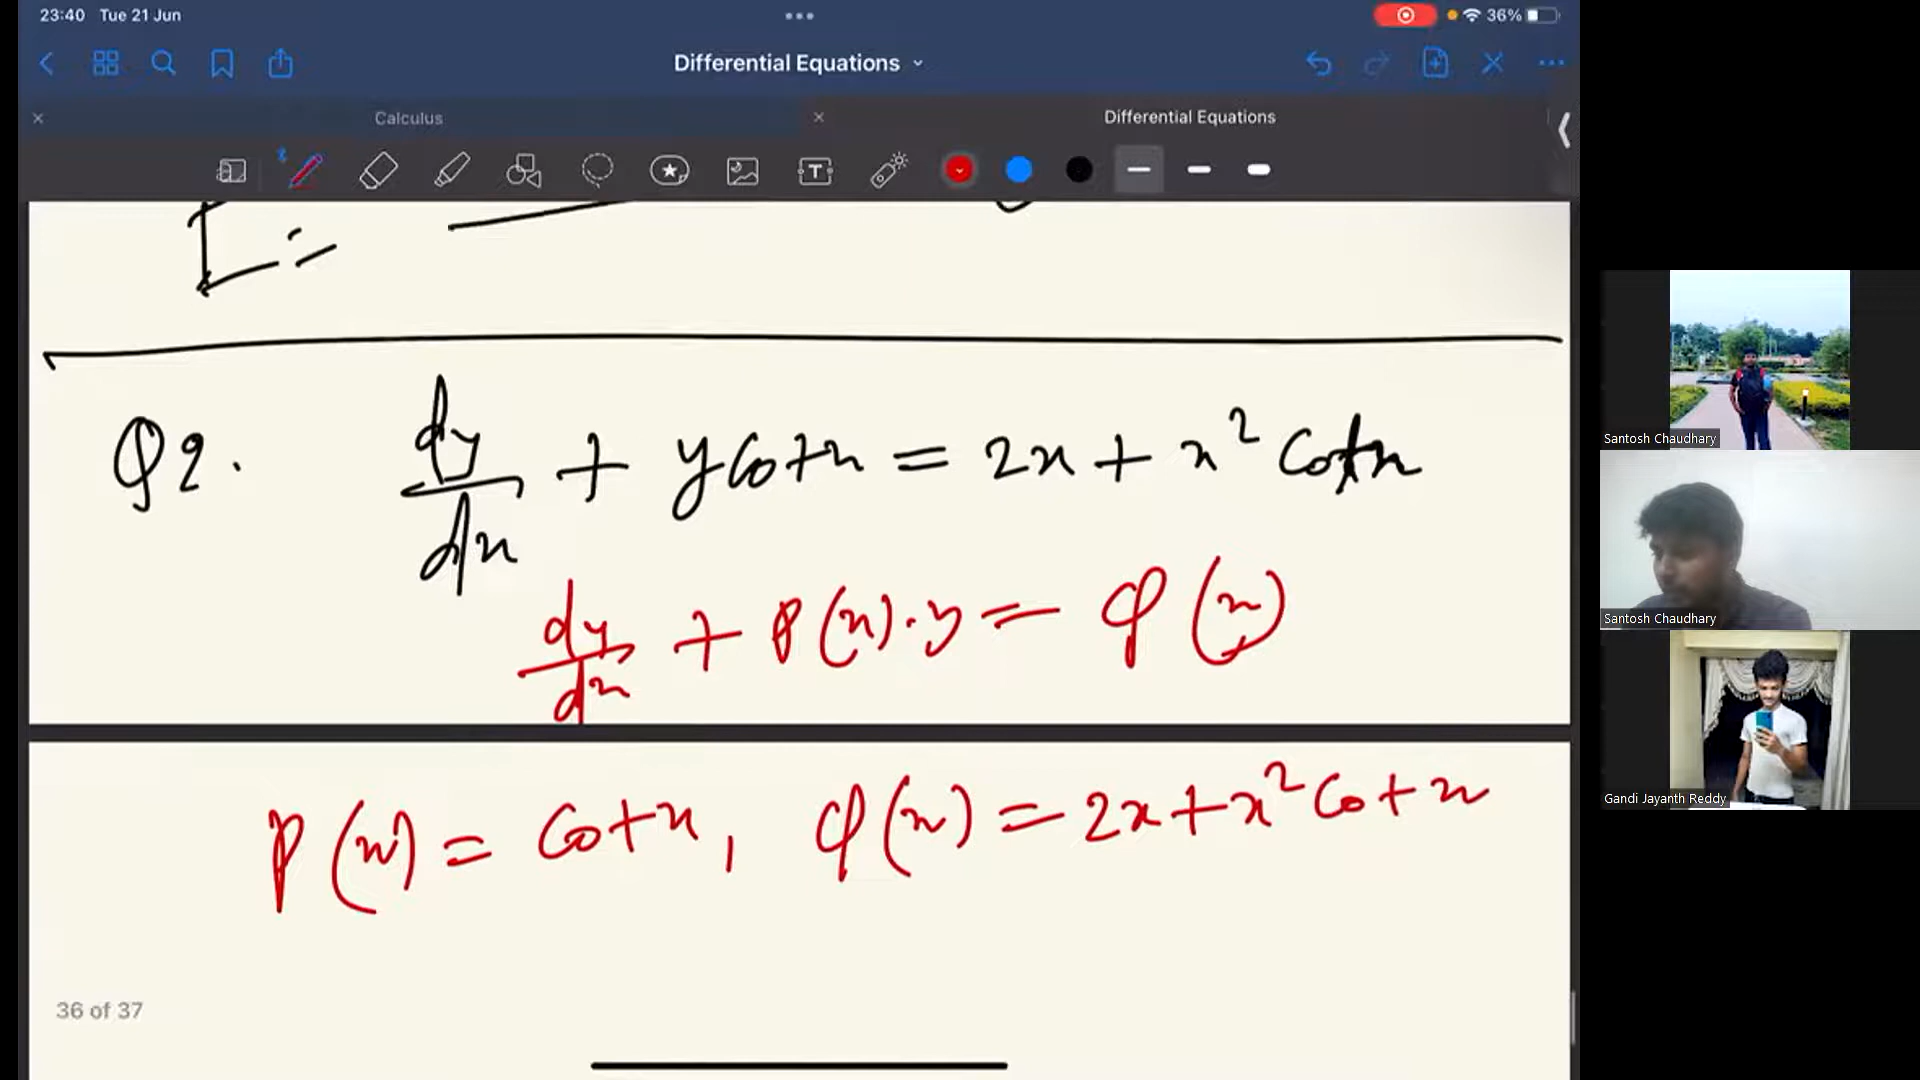 23:40 Tue 21 Jun
36%
Differential Equations
Calculus
Differential Equations
I =
Q2. dy/dx + y cot x = 2x + x² cot x
dy/dx + P(x).y = Q(x)
P(x) = cot x, Q(x) = 2x + x² cot x
36 of 37
Santosh Chaudhary
Santosh Chaudhary
Gandi Jayanth Reddy